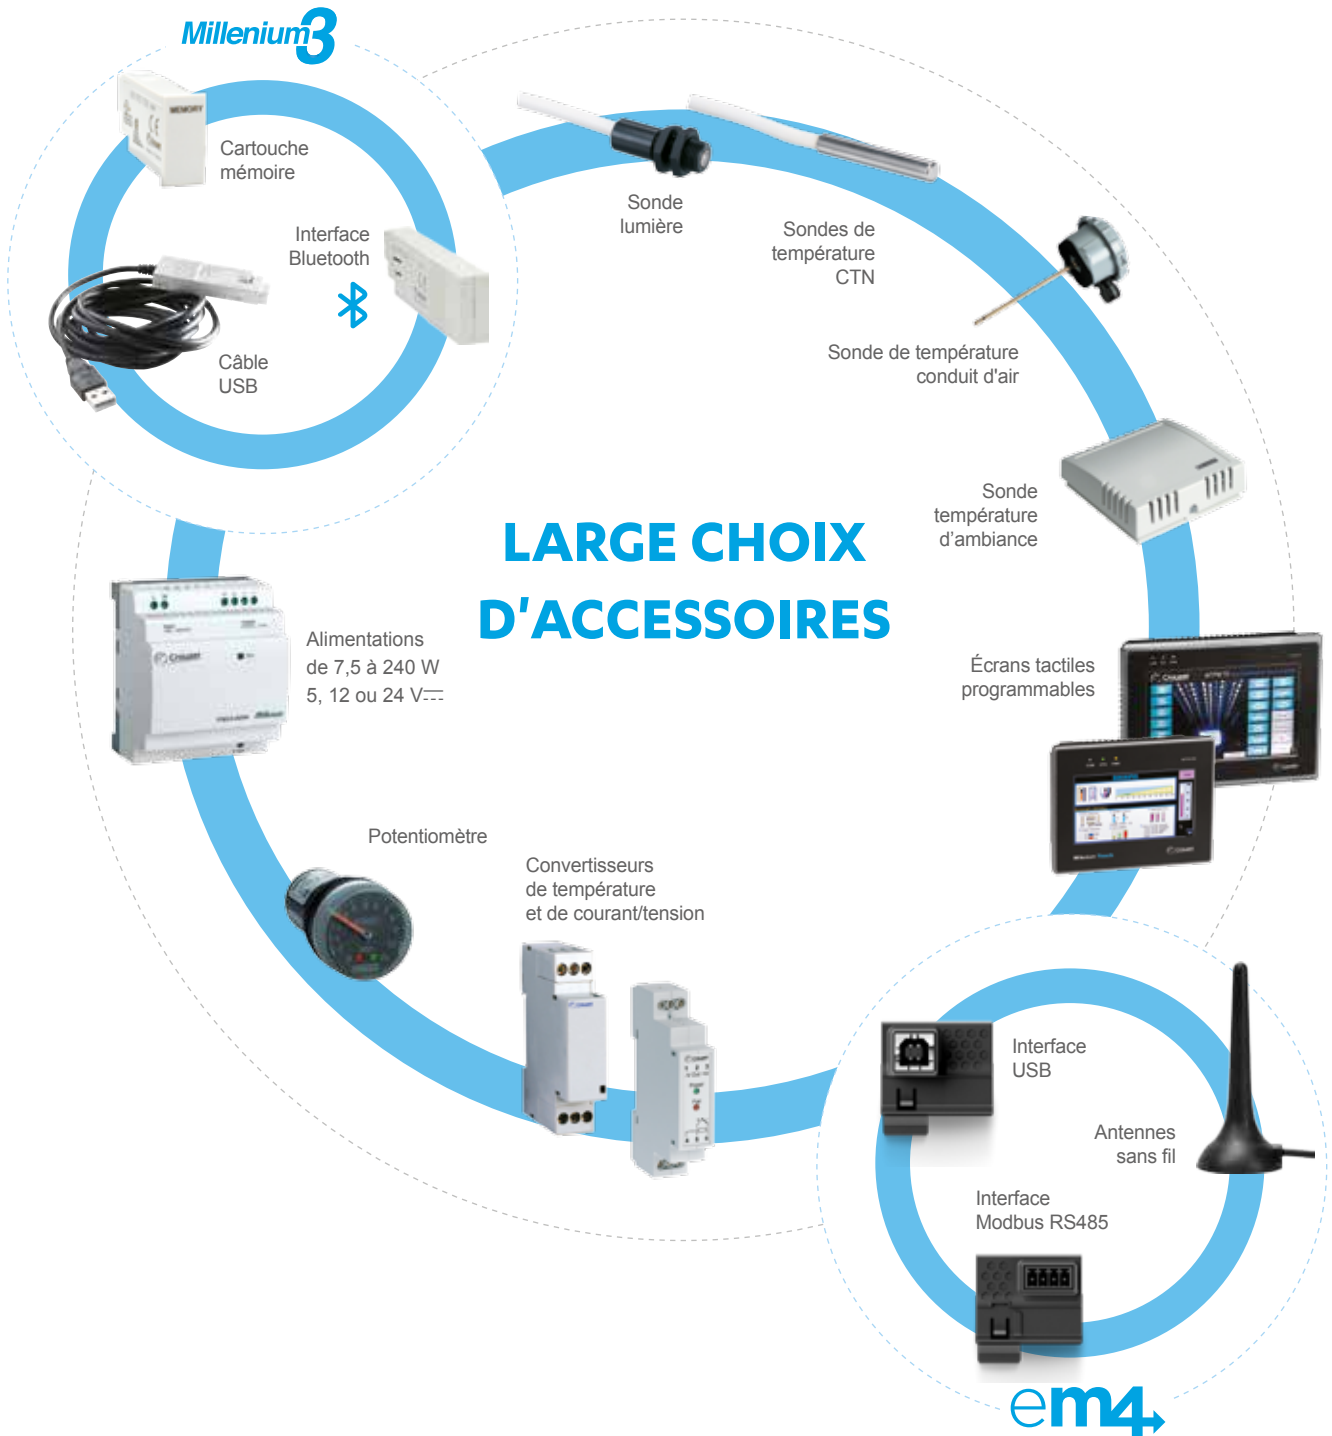 Millenium3
MEMORY
Cartouche
mémoire
Interface
Bluetooth
Câble
USB
Sonde
lumière
Sondes de
température
CTN
Sonde de température
conduit d'air
Sonde
température
d’ambiance
LARGE CHOIX
D'ACCESSOIRES
Alimentations
de 7,5 à 240 W
5, 12 ou 24 V
Écrans tactiles
programmables
Potentiomètre
Convertisseurs
de température
et de courant/tension
Interface
USB
Antennes
sans fil
Interface
Modbus RS485
em4